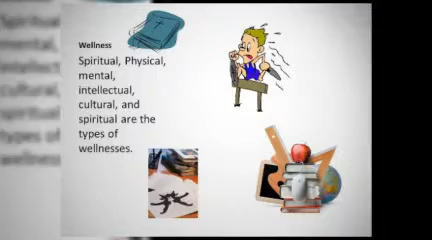 Wellness
Spiritual, Physical,
mental,
intellectual,
cultural, and
spiritual are the
types of
wellnesses.